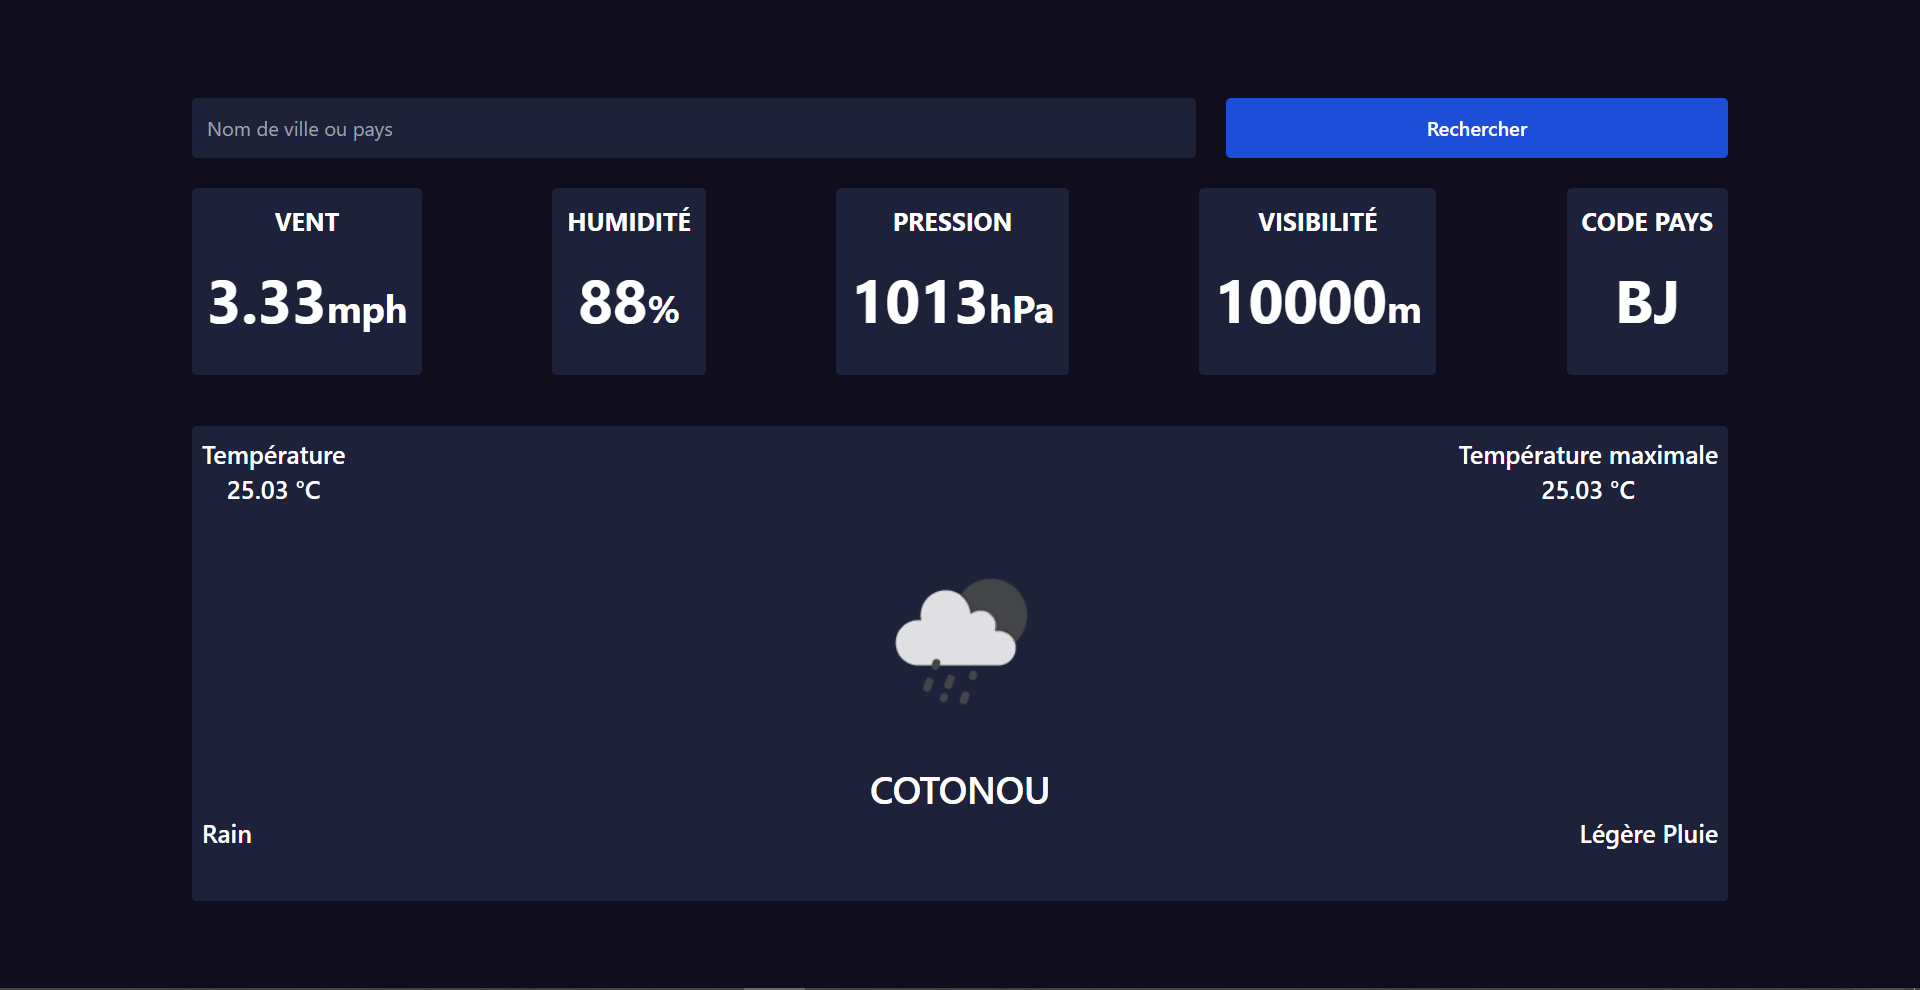 Nom de ville ou pays
Rechercher
VENT
3.33mph
HUMIDITÉ
88%
PRESSION
1013hPa
VISIBILITÉ
10000m
CODE PAYS
BJ
Température
25.03 °C
Température maximale
25.03 °C
COTONOU
Rain
Légère Pluie